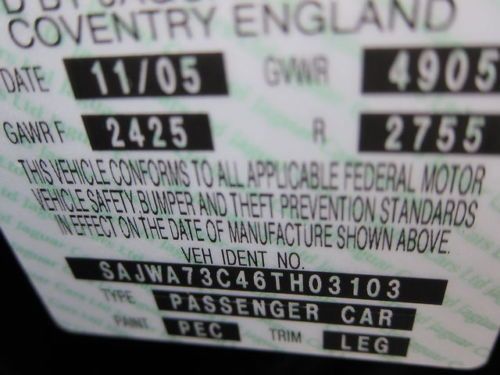 D BY JAGU
COVENTRY ENGLAND
DATE 11/05 GVWR 4905
GAWR F 2425 R 2755
THIS VEHICLE CONFORMS TO ALL APPLICABLE FEDERAL MOTOR
VEHICLE SAFETY, BUMPER AND THEFT PREVENTION STANDARDS
IN EFFECT ON THE DATE OF MANUFACTURE SHOWN ABOVE.
VEH IDENT NO.
SAJWA73C46TH03103
TYPE PASSENGER CAR
PAINT PEC TRIM LEG